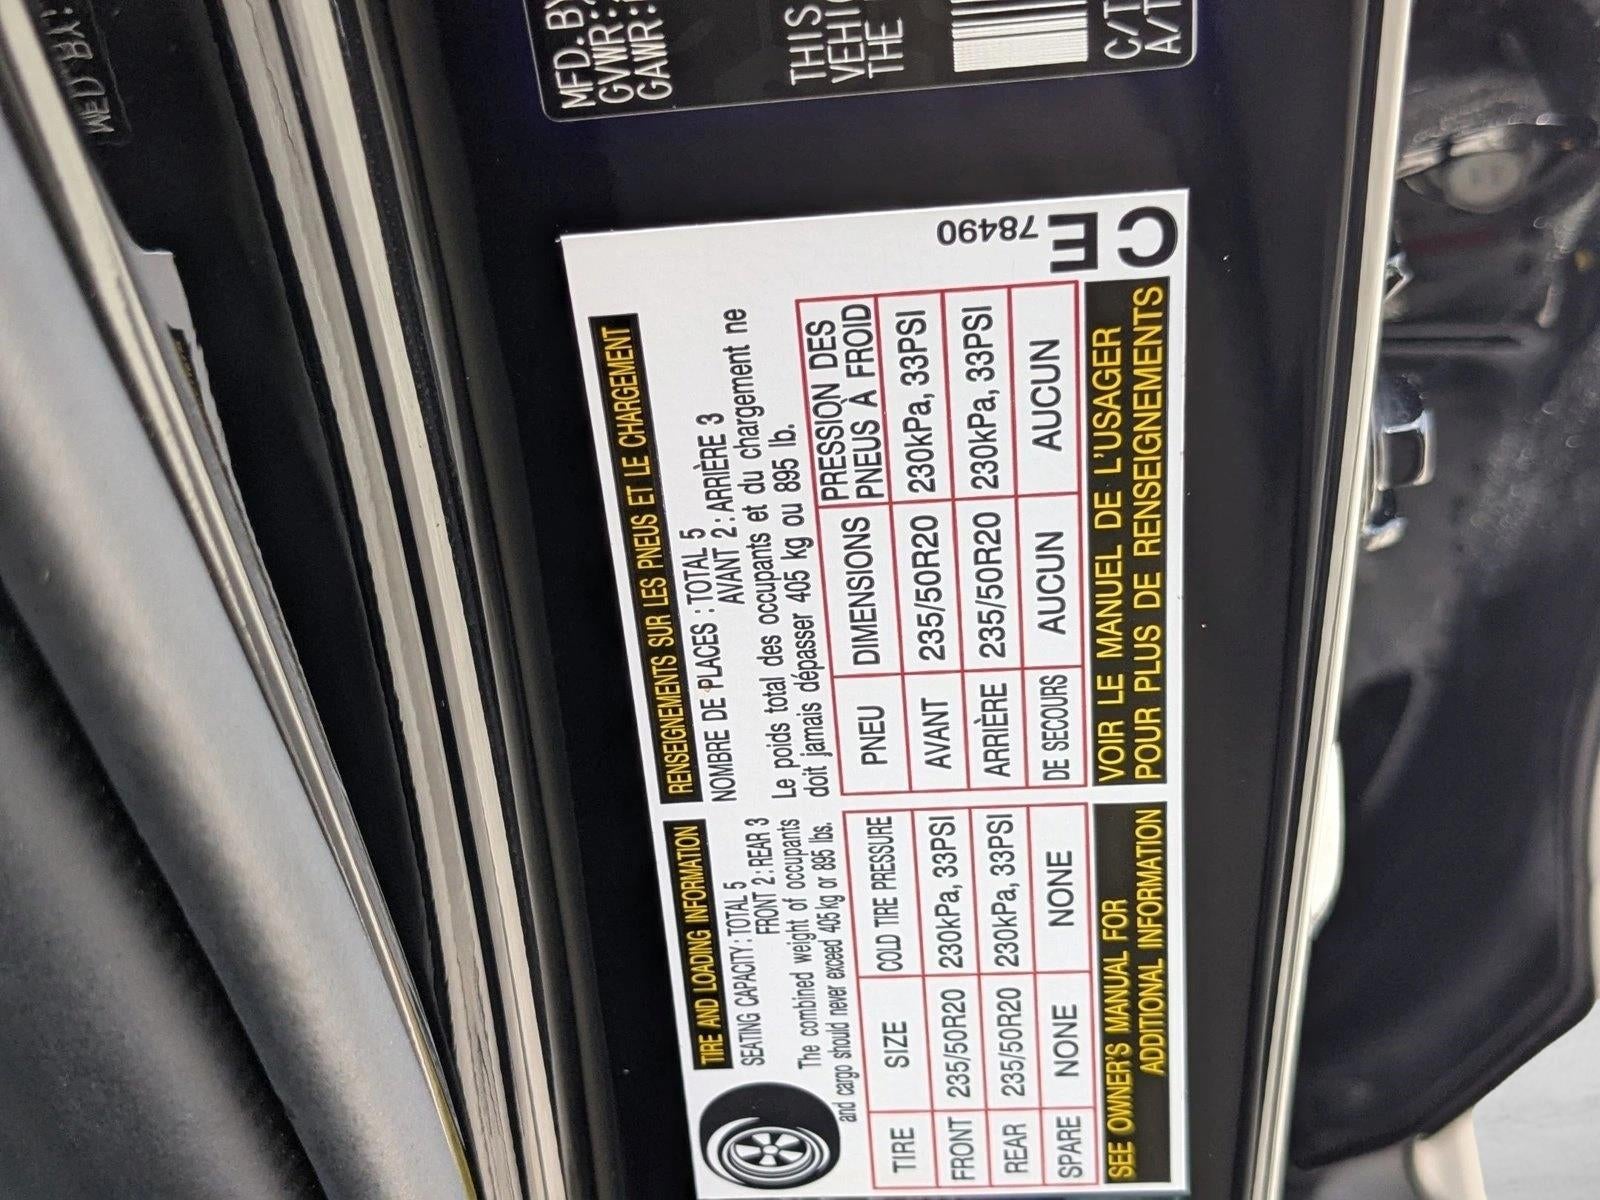 TIRE AND LOADING INFORMATION
SEATING CAPACITY: TOTAL 5
FRONT 2: REAR 3
The combined weight of occupants
and cargo should never exceed 405 kg or 895 lbs.
TIRE SIZE COLD TIRE PRESSURE
FRONT 235/50R20 230kPa, 33PSI
REAR 235/50R20 230kPa, 33PSI
SPARE NONE NONE
SEE OWNER'S MANUAL FOR
ADDITIONAL INFORMATION
RENSEIGNEMENTS SUR LES PNEUS ET LE CHARGEMENT
NOMBRE DE PLACES : TOTAL 5
AVANT 2: ARRIÈRE 3
Le poids total des occupants et du chargement ne
doit jamais dépasser 405 kg ou 895 lb.
PNEU DIMENSIONS PRESSION DES
PNEUS À FROID
AVANT 235/50R20 230kPa, 33PSI
ARRIÈRE 235/50R20 230kPa, 33PSI
DE SECOURS AUCUN AUCUN
VOIR LE MANUEL DE L'USAGER
POUR PLUS DE RENSEIGNEMENTS
78490
CE
MFD. BY
GVWR:
GAWR:
THIS
VEHI
THE
C/T
A/T